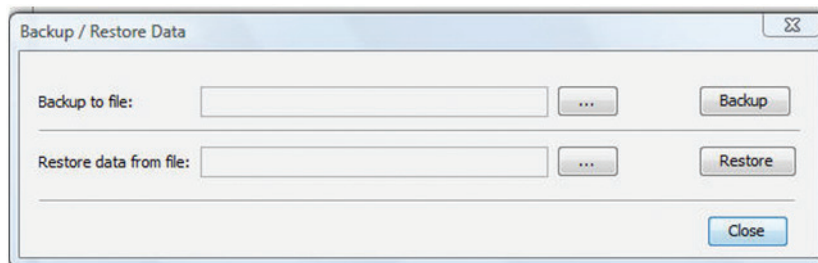 Backup / Restore Data
Backup to file: ... Backup
Restore data from file: ... Restore
Close